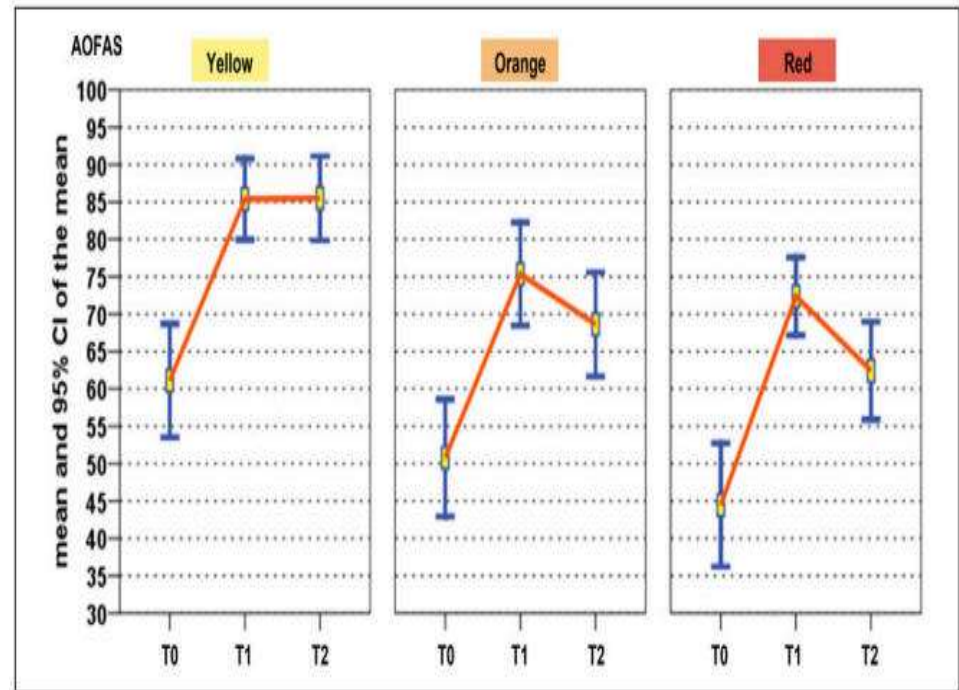 AOFAS
Yellow
Orange
Red
mean and 95% CI of the mean
100
95
90
85
80
75
70
65
60
55
50
45
40
35
30
T0 T1 T2
T0 T1 T2
T0 T1 T2